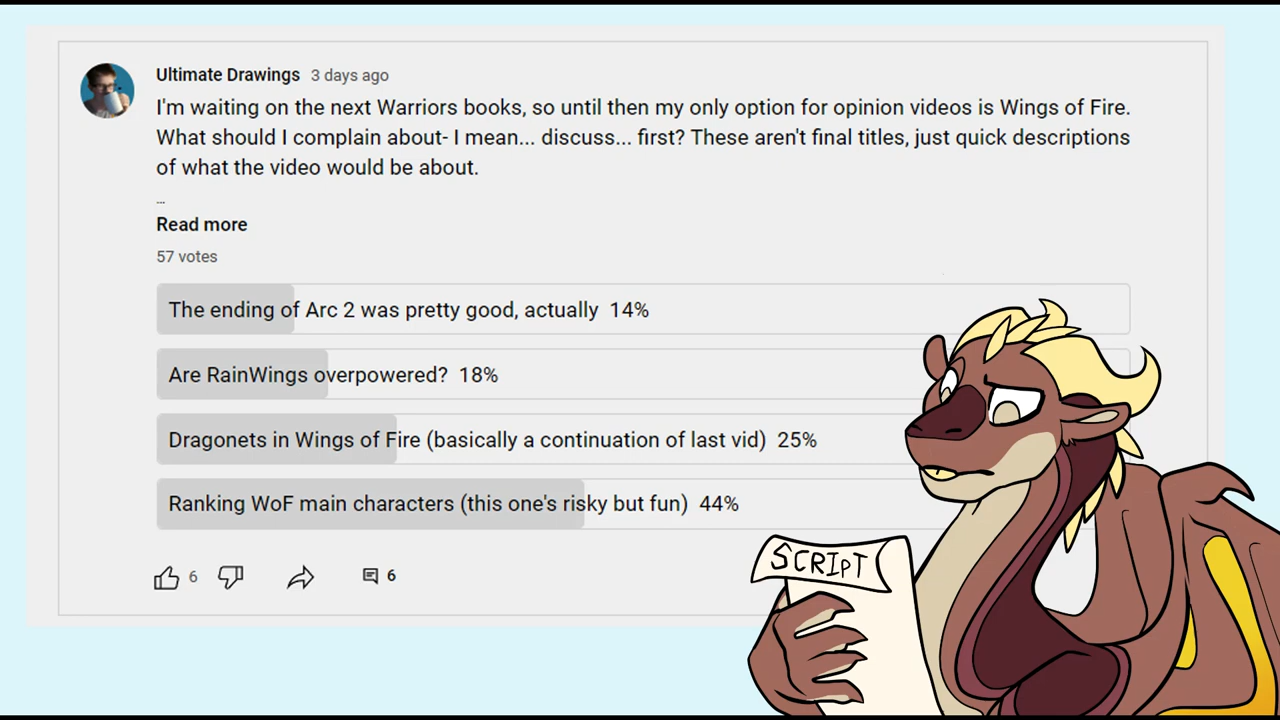 Ultimate Drawings 3 days ago
I'm waiting on the next Warriors books, so until then my only option for opinion videos is Wings of Fire.
What should I complain about- I mean... discuss... first? These aren't final titles, just quick descriptions
of what the video would be about.
...
Read more
57 votes
The ending of Arc 2 was pretty good, actually 14%
Are RainWings overpowered? 18%
Dragonets in Wings of Fire (basically a continuation of last vid) 25%
Ranking WoF main characters (this one's risky but fun) 44%
6 6
SCRIPT